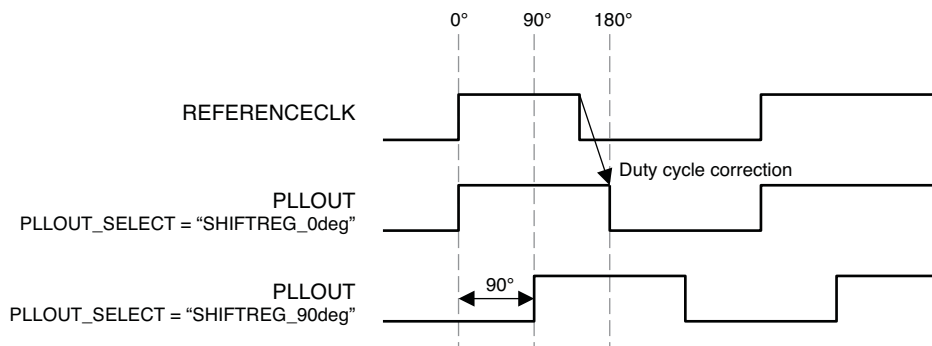 0° 90° 180°
REFERENCECLK
Duty cycle correction
PLLOUT
PLLOUT_SELECT = “SHIFTREG_0deg”
90°
PLLOUT
PLLOUT_SELECT = “SHIFTREG_90deg”